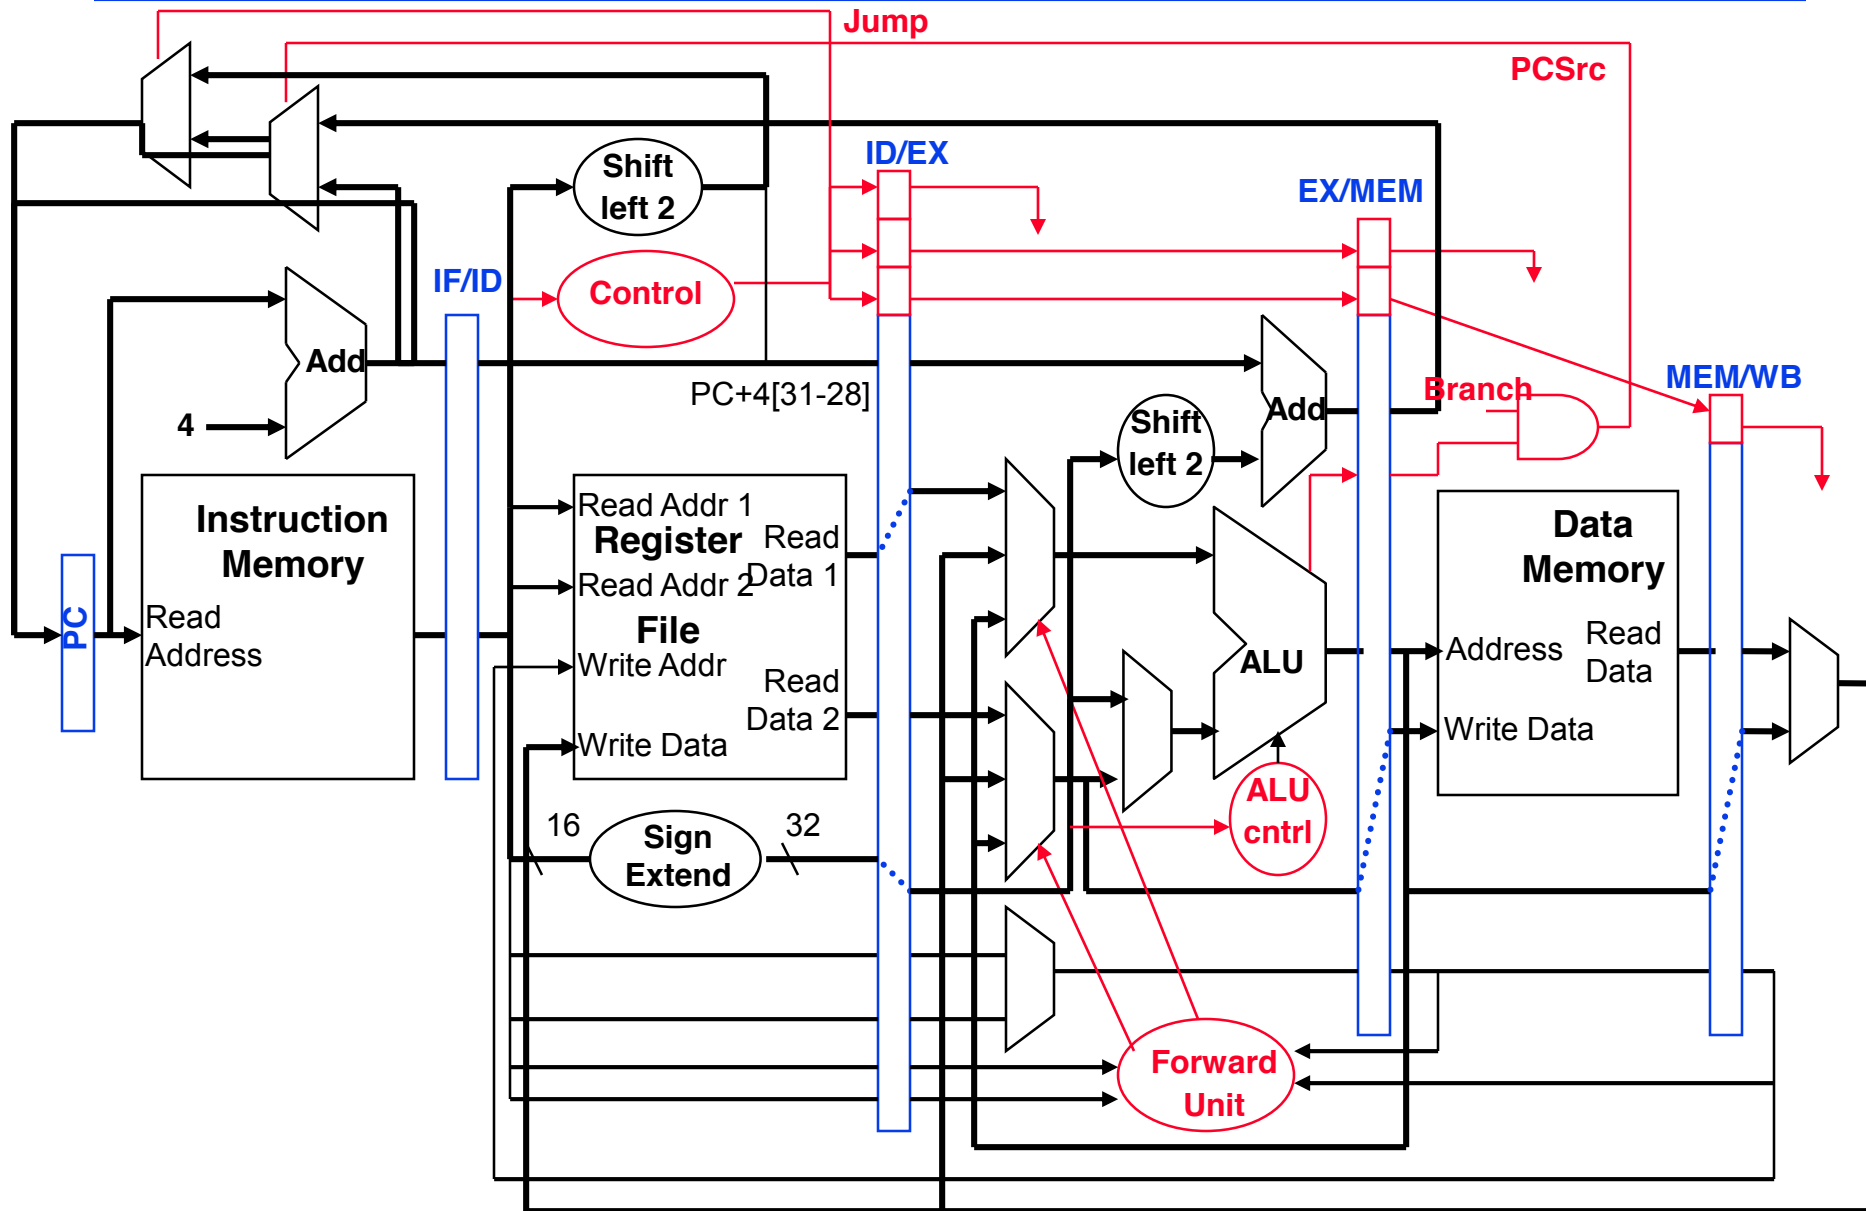 Jump
PCSrc
Shift
left 2
ID/EX
EX/MEM
IF/ID
Control
Add
PC+4[31-28]
4
Shift
left 2
Add
Branch
MEM/WB
Instruction
Memory
Read
Address
PC
Read Addr 1
Register
Read
Data 1
Read Addr 2
File
Write Addr
Read
Data 2
Write Data
ALU
Data
Memory
Address
Read
Data
Write Data
16
Sign
Extend
32
ALU
cntrl
Forward
Unit